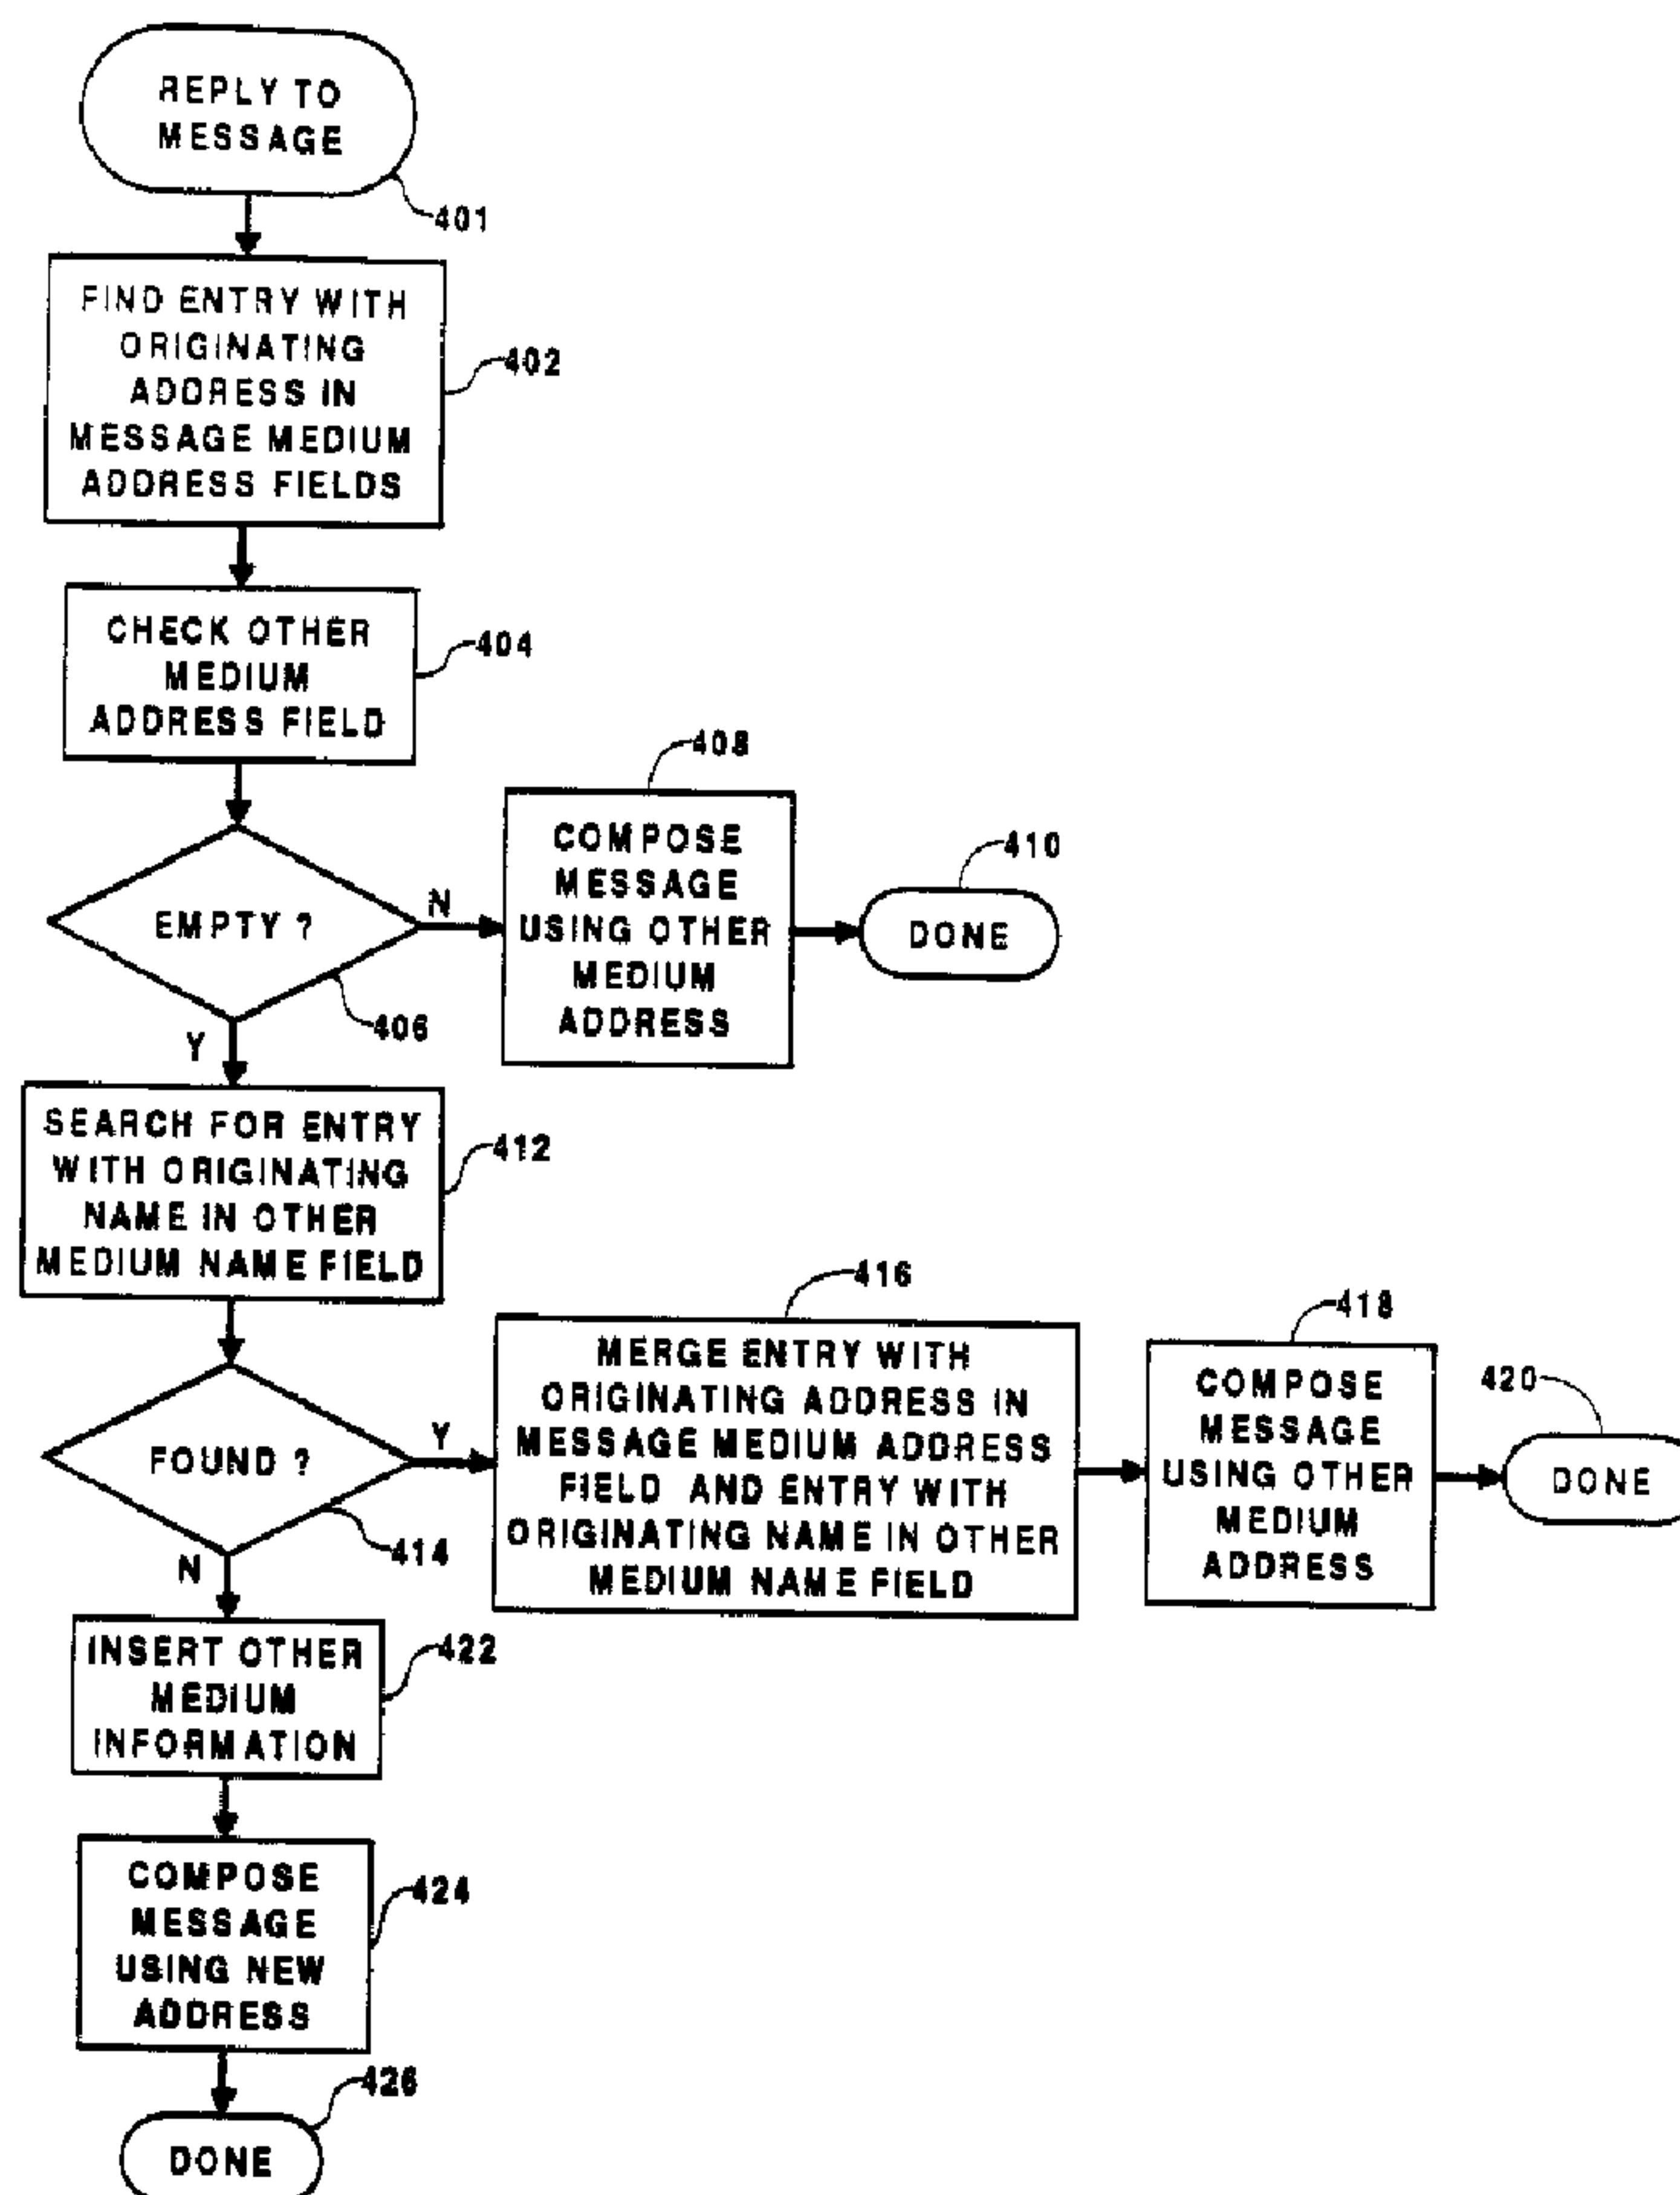 REPLY TO
MESSAGE
401
FIND ENTRY WITH
ORIGINATING
ADDRESS IN
MESSAGE MEDIUM
ADDRESS FIELDS
402
CHECK OTHER
MEDIUM
ADDRESS FIELD
404
EMPTY ?
406
N
Y
COMPOSE
MESSAGE
USING OTHER
MEDIUM
ADDRESS
408
DONE
410
SEARCH FOR ENTRY
WITH ORIGINATING
NAME IN OTHER
MEDIUM NAME FIELD
412
FOUND ?
414
Y
N
MERGE ENTRY WITH
ORIGINATING ADDRESS IN
MESSAGE MEDIUM ADDRESS
FIELD AND ENTRY WITH
ORIGINATING NAME IN OTHER
MEDIUM NAME FIELD
416
COMPOSE
MESSAGE
USING OTHER
MEDIUM
ADDRESS
418
DONE
420
INSERT OTHER
MEDIUM
INFORMATION
422
COMPOSE
MESSAGE
USING NEW
ADDRESS
424
DONE
426